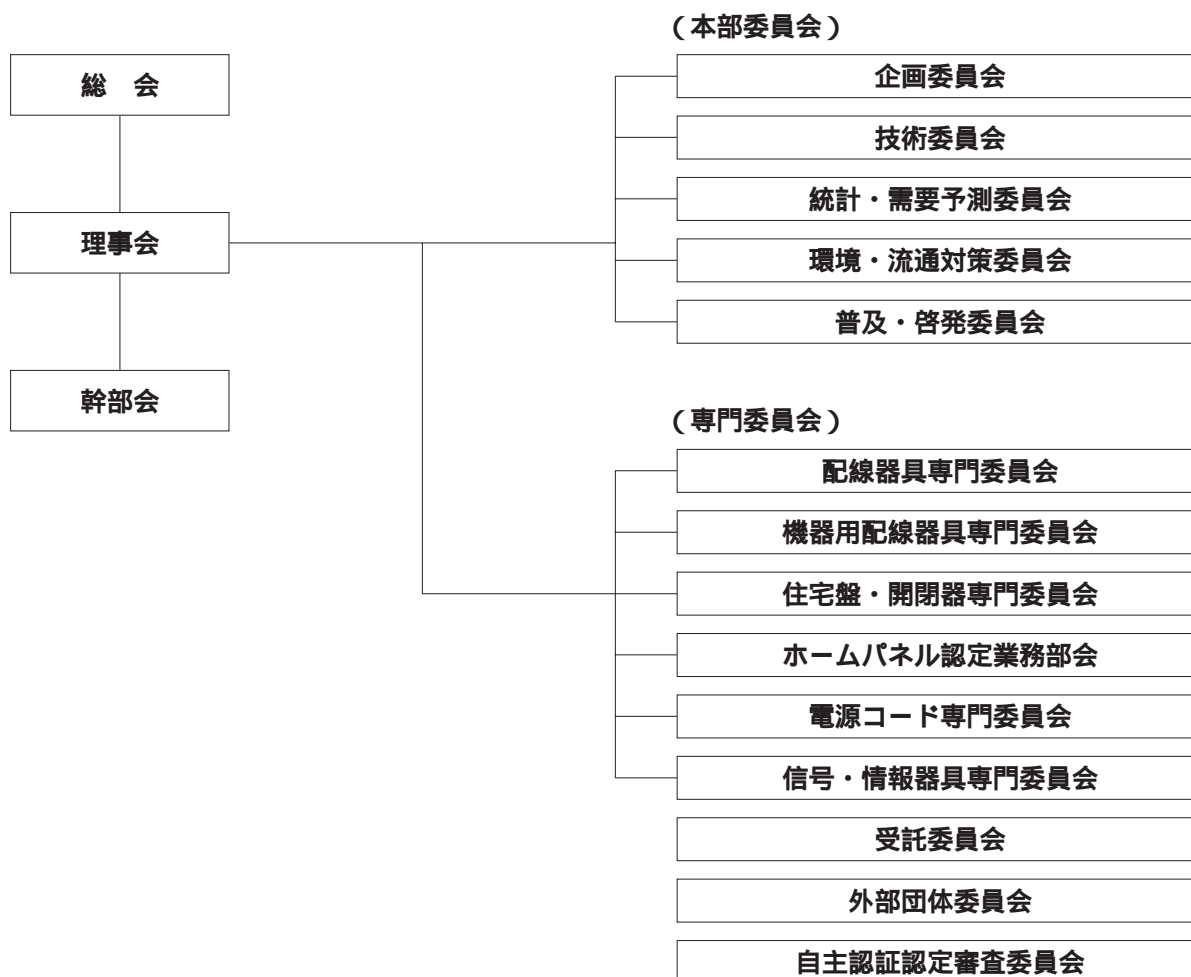 総　会
理事会
幹部会
（本部委員会）
企画委員会
技術委員会
統計・需要予測委員会
環境・流通対策委員会
普及・啓発委員会
（専門委員会）
配線器具専門委員会
機器用配線器具専門委員会
住宅盤・開閉器専門委員会
ホームパネル認定業務部会
電源コード専門委員会
信号・情報器具専門委員会
受託委員会
外部団体委員会
自主認証認定審査委員会